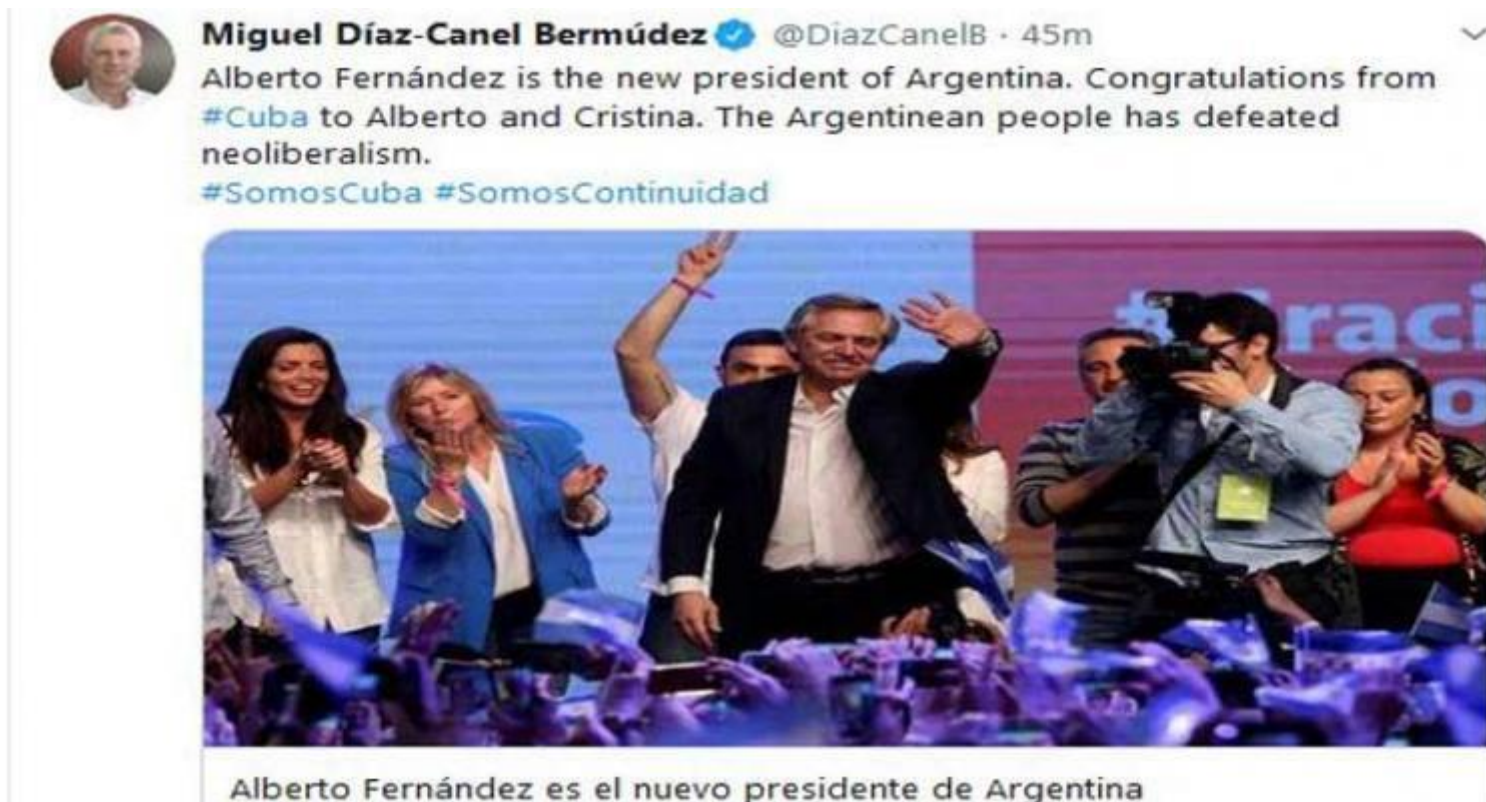 Miguel Díaz-Canel Bermúdez @DiazCanelB · 45m
Alberto Fernández is the new president of Argentina. Congratulations from
#Cuba to Alberto and Cristina. The Argentinean people has defeated
neoliberalism.
#SomosCuba #SomosContinuidad
Alberto Fernández es el nuevo presidente de Argentina